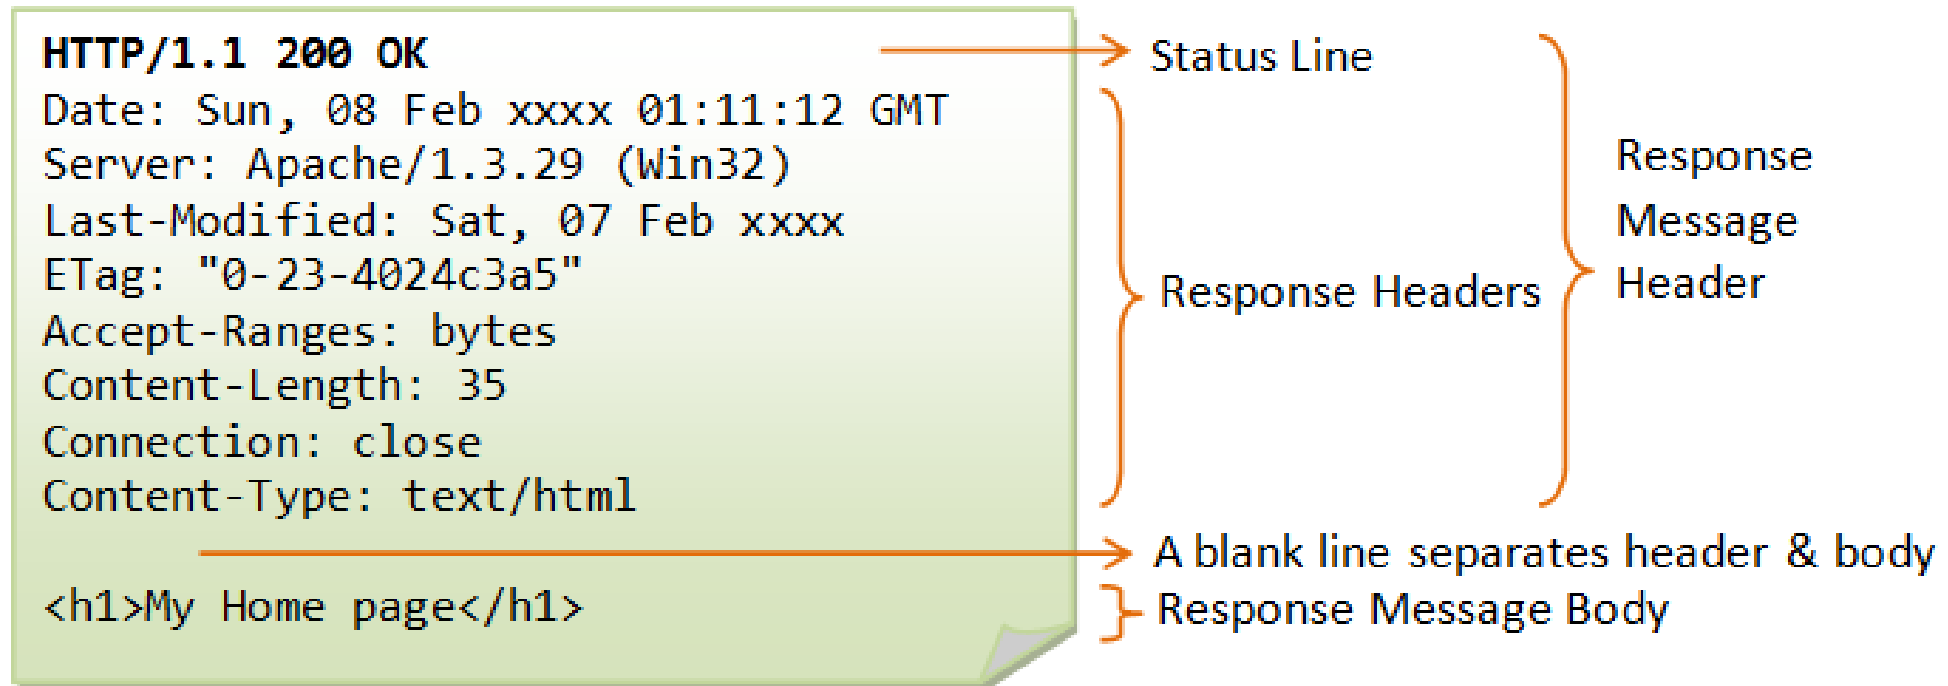 HTTP/1.1 200 OK
Date: Sun, 08 Feb xxxx 01:11:12 GMT
Server: Apache/1.3.29 (Win32)
Last-Modified: Sat, 07 Feb xxxx
ETag: "0-23-4024c3a5"
Accept-Ranges: bytes
Content-Length: 35
Connection: close
Content-Type: text/html
<h1>My Home page</h1>
Status Line
Response Headers
Response
Message
Header
A blank line separates header & body
Response Message Body